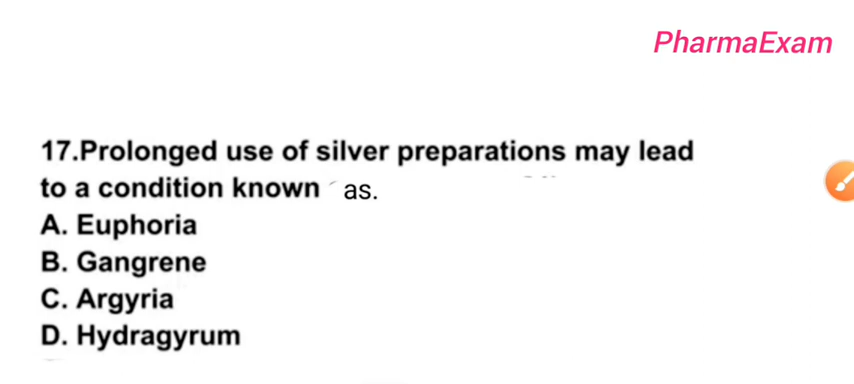 PharmaExam
17.Prolonged use of silver preparations may lead
to a condition known as.
A. Euphoria
B. Gangrene
C. Argyria
D. Hydragyrum